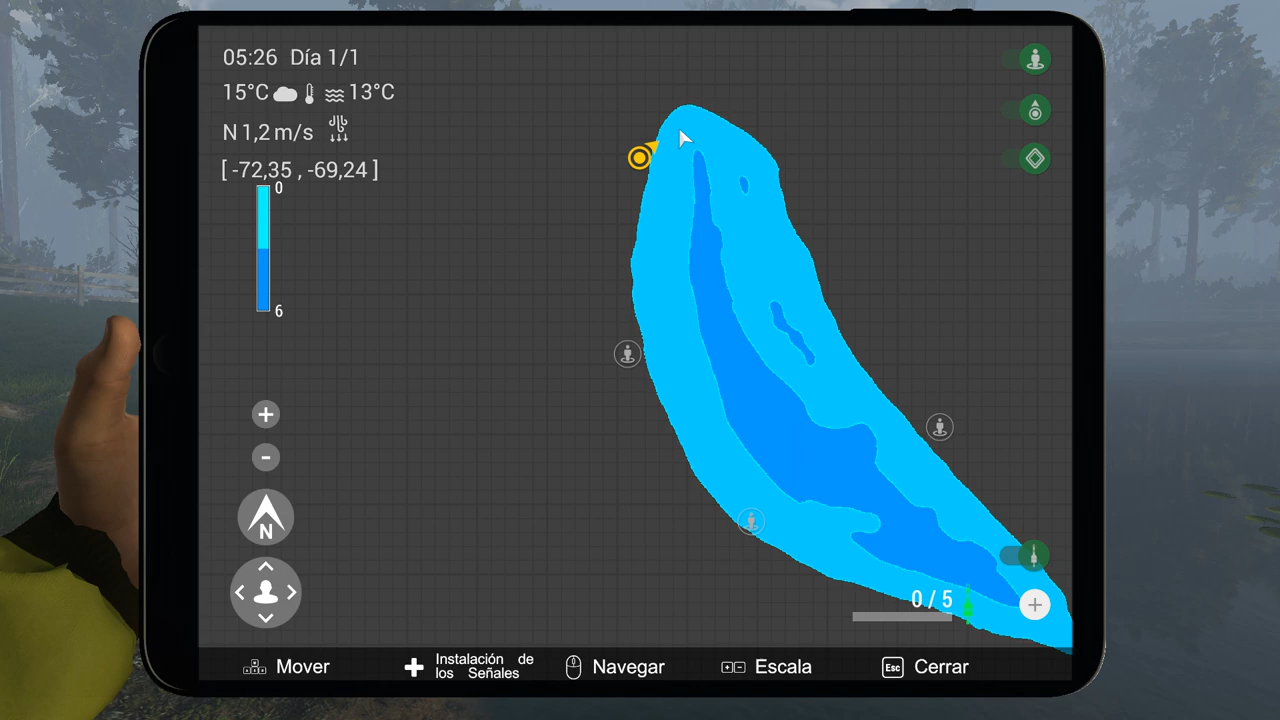 05:26 Día 1/1
15°C 13°C
N 1,2 m/s
[ -72,35 , -69,24 ]
0
6
+
-
N
0 / 5
+
Mover
Instalación de
los Señales
Navegar
Escala
Esc Cerrar